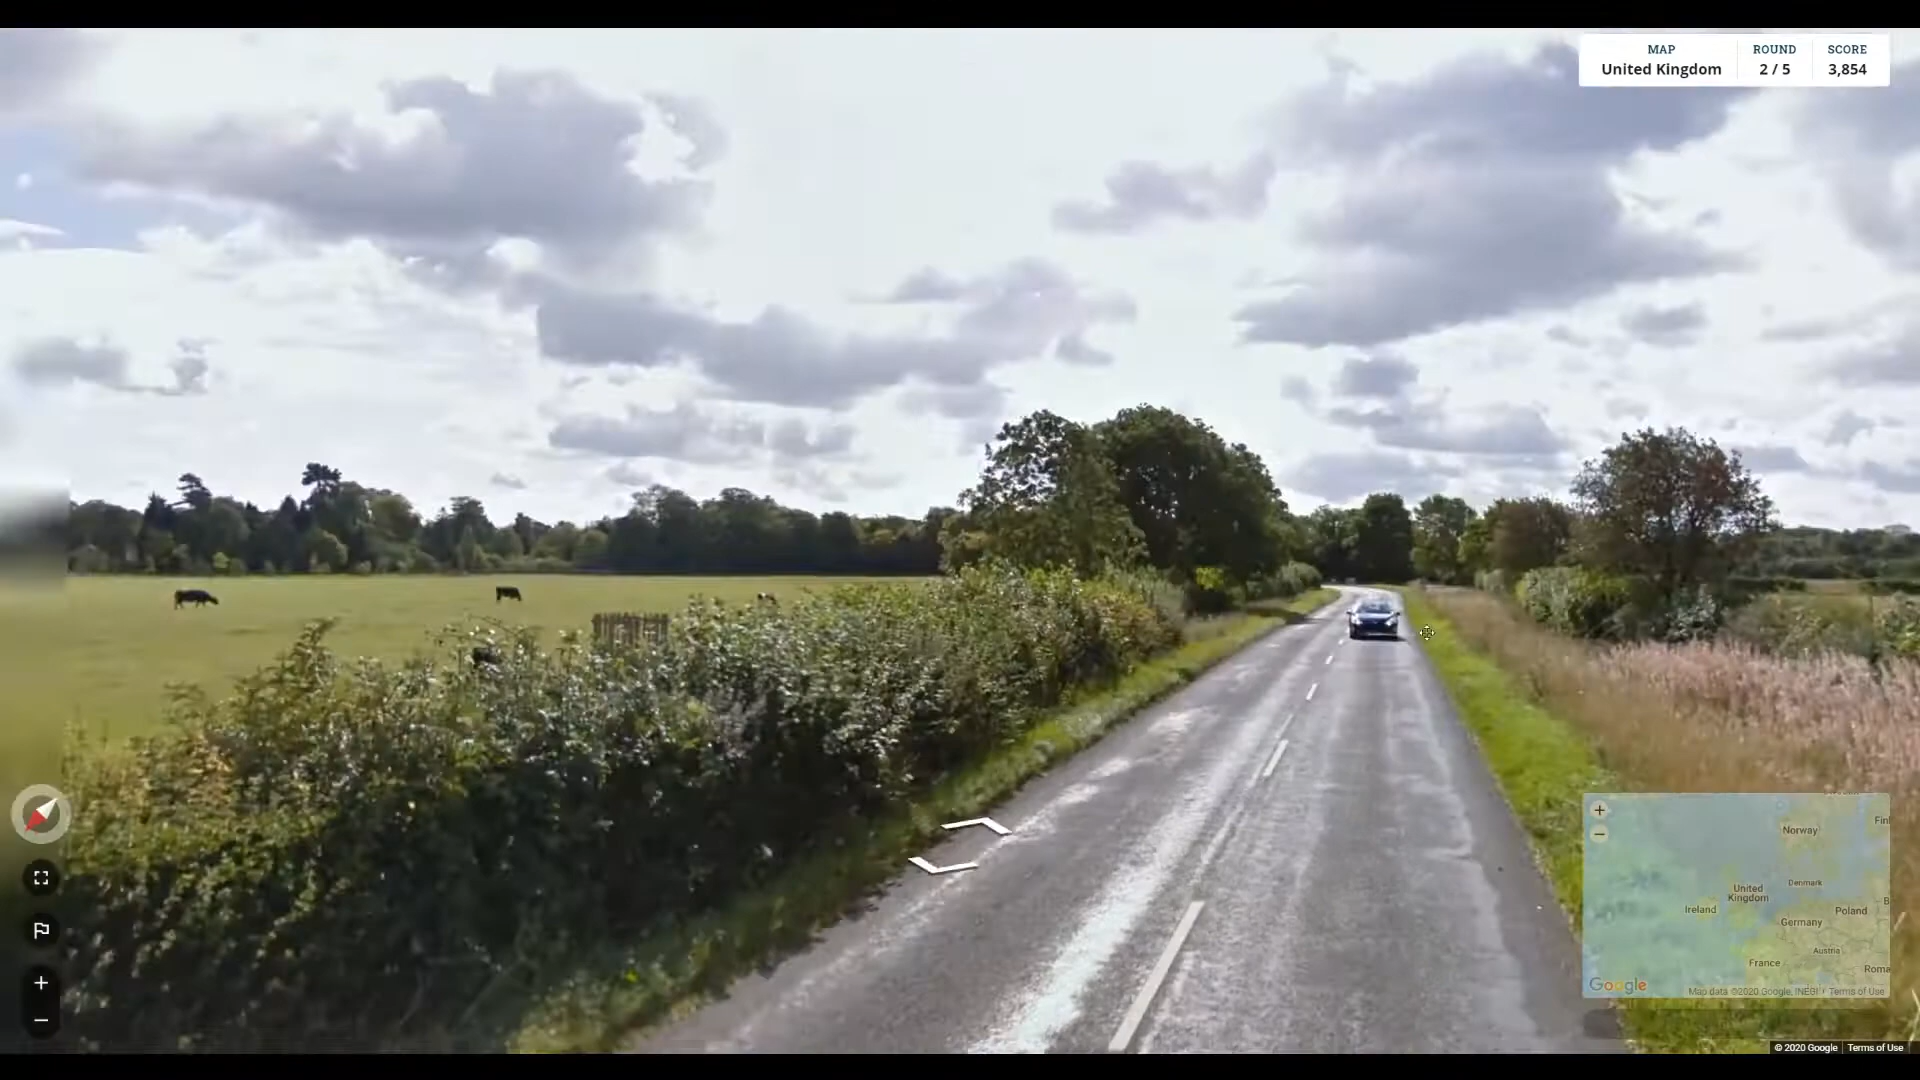 MAP ROUND SCORE
United Kingdom 2 / 5 3,854
+
−
Norway
Denmark
United
Kingdom
Ireland
Poland
Germany
Austria
France
Roma
Google
Map data ©2020 Google, INEGI Terms of Use
+
−
© 2020 Google Terms of Use